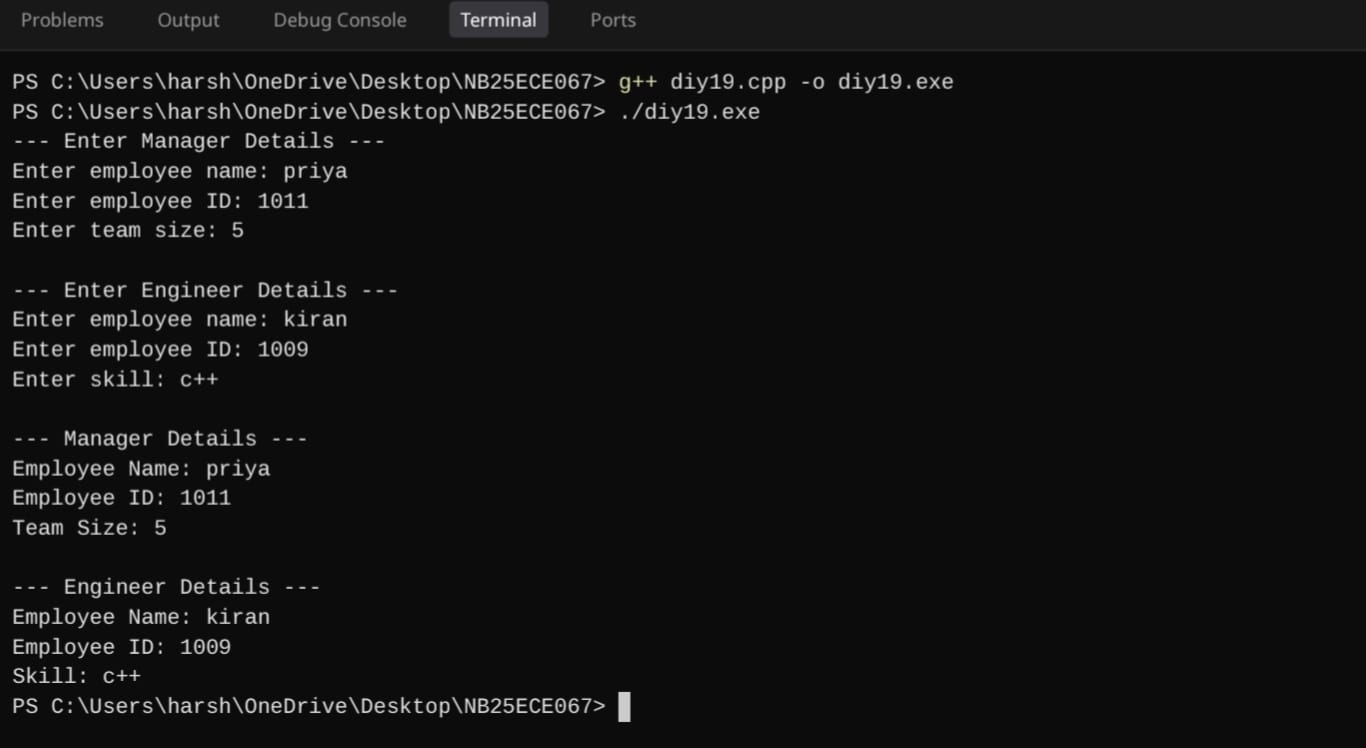 Problems Output Debug Console Terminal Ports
PS C:\Users\harsh\OneDrive\Desktop\NB25ECE067> g++ diy19.cpp -o diy19.exe
PS C:\Users\harsh\OneDrive\Desktop\NB25ECE067> ./diy19.exe
--- Enter Manager Details ---
Enter employee name: priya
Enter employee ID: 1011
Enter team size: 5
--- Enter Engineer Details ---
Enter employee name: kiran
Enter employee ID: 1009
Enter skill: c++
--- Manager Details ---
Employee Name: priya
Employee ID: 1011
Team Size: 5
--- Engineer Details ---
Employee Name: kiran
Employee ID: 1009
Skill: c++
PS C:\Users\harsh\OneDrive\Desktop\NB25ECE067>